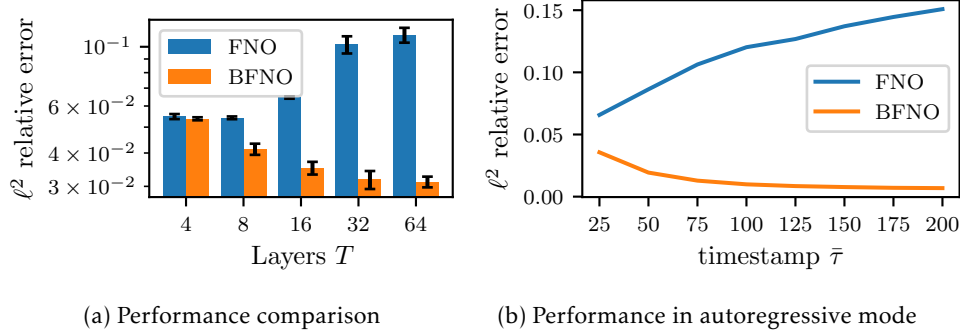 ℓ² relative error
10⁻¹
6 × 10⁻²
4 × 10⁻²
3 × 10⁻²
FNO
BFNO
4 8 16 32 64
Layers T
(a) Performance comparison
ℓ² relative error
0.15
0.10
0.05
0.00
FNO
BFNO
25 50 75 100 125 150 175 200
timestamp τ̄
(b) Performance in autoregressive mode